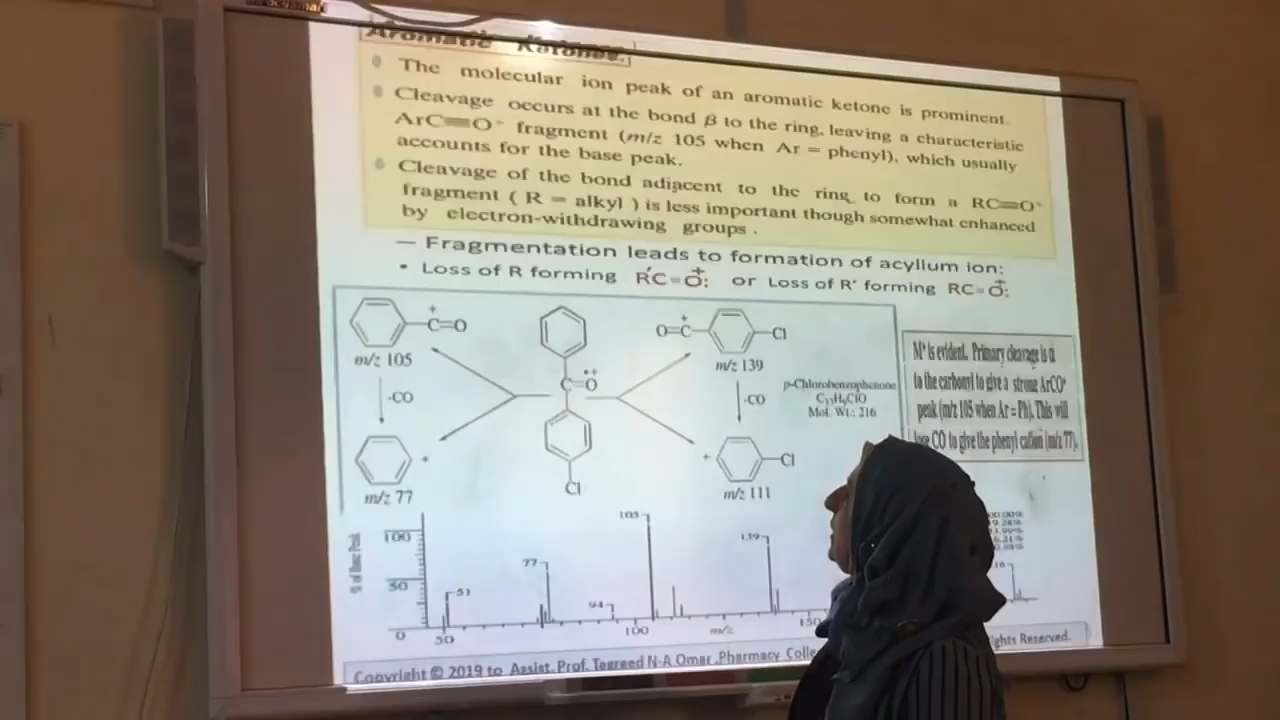 Aromatic Ketones.
The molecular ion peak of an aromatic ketone is prominent.
Cleavage occurs at the bond β to the ring, leaving a characteristic
ArC≡O⁺ fragment (m/z 105 when Ar = phenyl), which usually
accounts for the base peak.
Cleavage of the bond adjacent to the ring to form a RC≡O⁺
fragment ( R = alkyl ) is less important though somewhat enhanced
by electron-withdrawing groups .
— Fragmentation leads to formation of acylium ion:
• Loss of R forming R'C=O: + or Loss of R' forming RC=O: +
+
C=O
m/z 105
-CO
+
m/z 77
C=O
Cl
+
O=C
Cl
m/z 139
-CO
+
Cl
m/z 111
p-Chlorobenzophenone
C₁₃H₉ClO
Mol. Wt.: 216
M⁺ is evident. Primary cleavage is α
to the carbonyl to give a strong ArCO⁺
peak (m/z 105 when Ar = Ph). This will
lose CO to give the phenyl cation (m/z 77).
% of Base Peak
100
50
0
50
51
77
94
105
100
m/z
139
150
Copyright © 2019 to Assist. Prof. Tagreed N-A Omar ,Pharmacy Colle
ghts Reserved.